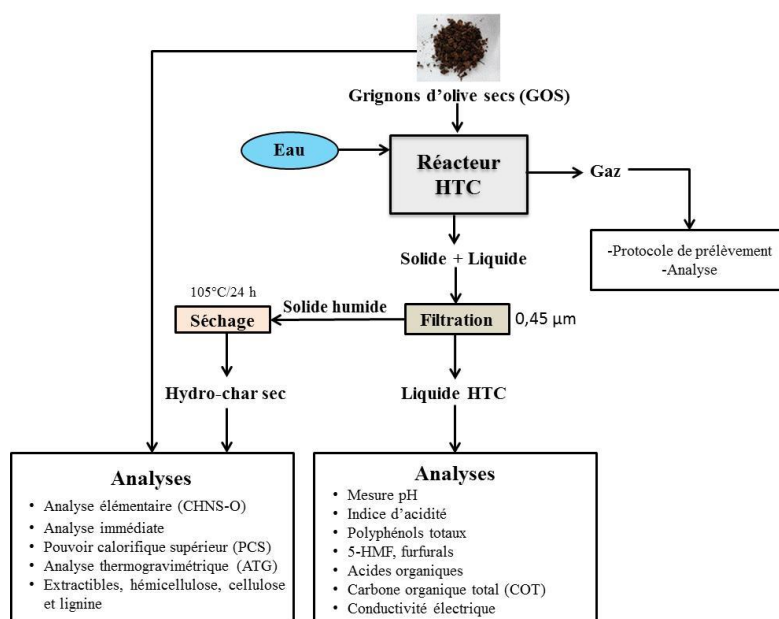 Grignons d'olive secs (GOS)
Eau
Réacteur
HTC
Gaz
-Protocole de prélèvement
-Analyse
Solide + Liquide
105°C/24 h
Séchage
Solide humide
Filtration
0,45 µm
Hydro-char sec
Liquide HTC
Analyses
• Analyse élémentaire (CHNS-O)
• Analyse immédiate
• Pouvoir calorifique supérieur (PCS)
• Analyse thermogravimétrique (ATG)
• Extractibles, hémicellulose, cellulose
et lignine
Analyses
• Mesure pH
• Indice d'acidité
• Polyphénols totaux
• 5-HMF, furfurals
• Acides organiques
• Carbone organique total (COT)
• Conductivité électrique